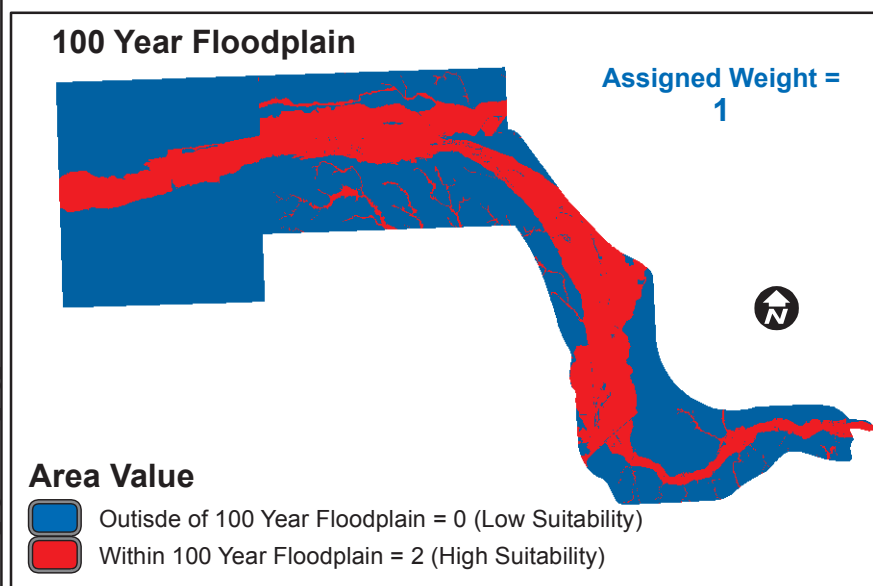 100 Year Floodplain
Assigned Weight =
1
N
Area Value
Outisde of 100 Year Floodplain = 0 (Low Suitability)
Within 100 Year Floodplain = 2 (High Suitability)